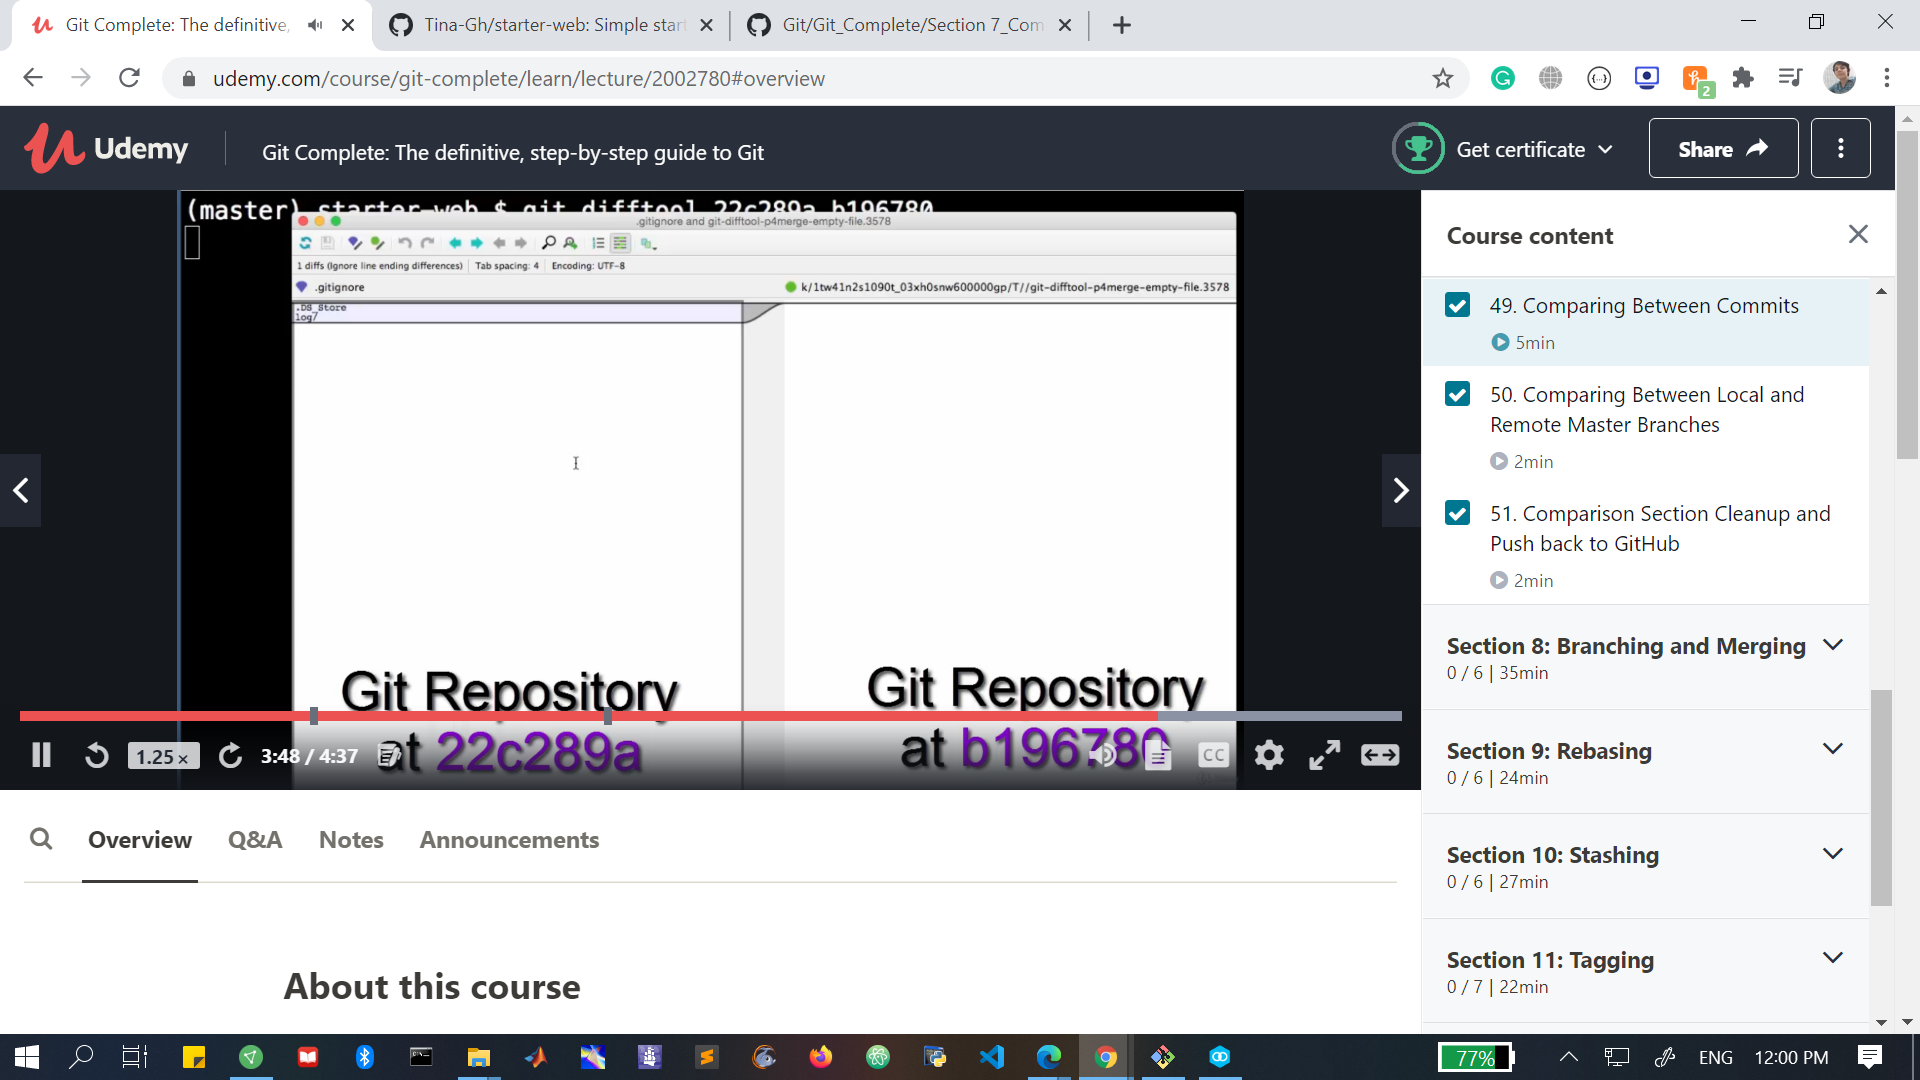 Git Complete: The definitive,
Tina-Gh/starter-web: Simple star
Git/Git_Complete/Section 7_Com
udemy.com/course/git-complete/learn/lecture/2002780#overview
2
Udemy
Git Complete: The definitive, step-by-step guide to Git
Get certificate
Share
(master) starter-web $ git difftool 22c289a b196780
.gitignore and git-difftool-p4merge-empty-file.3578
1 diffs (Ignore line ending differences)
Tab spacing: 4
Encoding: UTF-8
.gitignore
k/1tw41n2s1090t_03xh0snw600000gp/T//git-difftool-p4merge-empty-file.3578
.DS_Store
log/
Git Repository
at 22c289a
Git Repository
at b196780
1.25×
3:48 / 4:37
CC
Course content
49. Comparing Between Commits
5min
50. Comparing Between Local and
Remote Master Branches
2min
51. Comparison Section Cleanup and
Push back to GitHub
2min
Section 8: Branching and Merging
0 / 6 | 35min
Section 9: Rebasing
0 / 6 | 24min
Section 10: Stashing
0 / 6 | 27min
Section 11: Tagging
0 / 7 | 22min
Overview
Q&A
Notes
Announcements
About this course
77%
ENG
12:00 PM